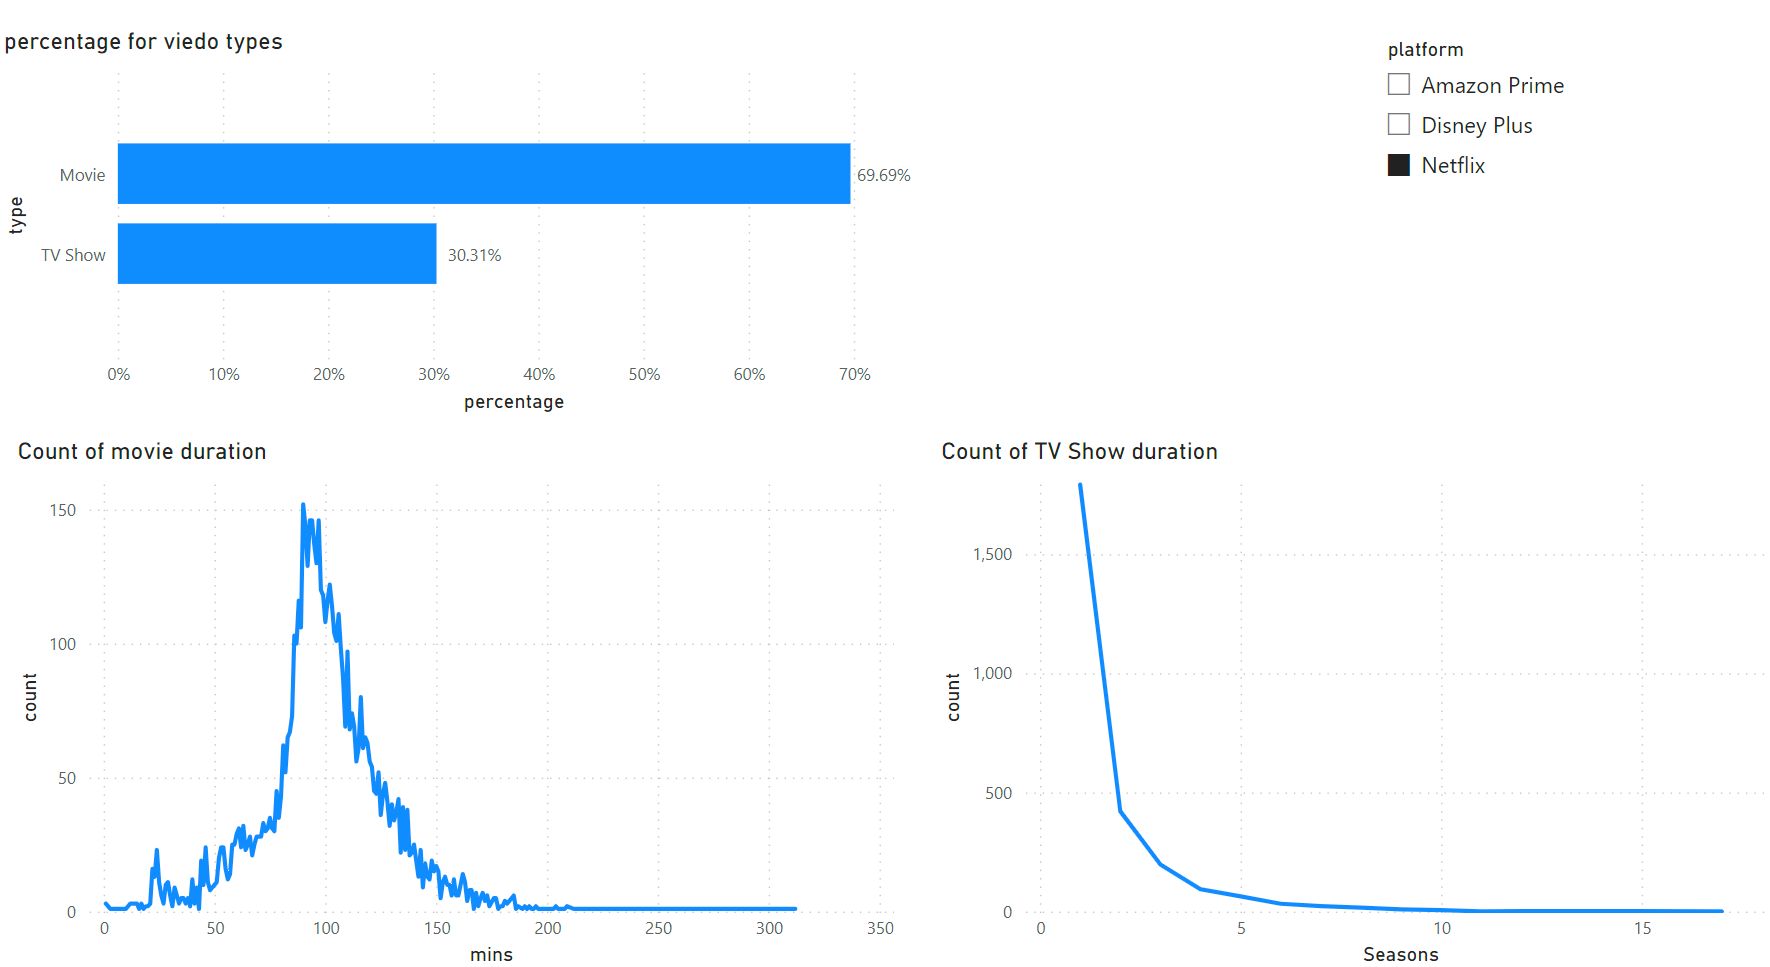 percentage for viedo types
type
Movie
69.69%
TV Show
30.31%
0% 10% 20% 30% 40% 50% 60% 70%
percentage
platform
Amazon Prime
Disney Plus
Netflix
Count of movie duration
count
150
100
50
0
0 50 100 150 200 250 300 350
mins
Count of TV Show duration
count
1,500
1,000
500
0
0 5 10 15
Seasons